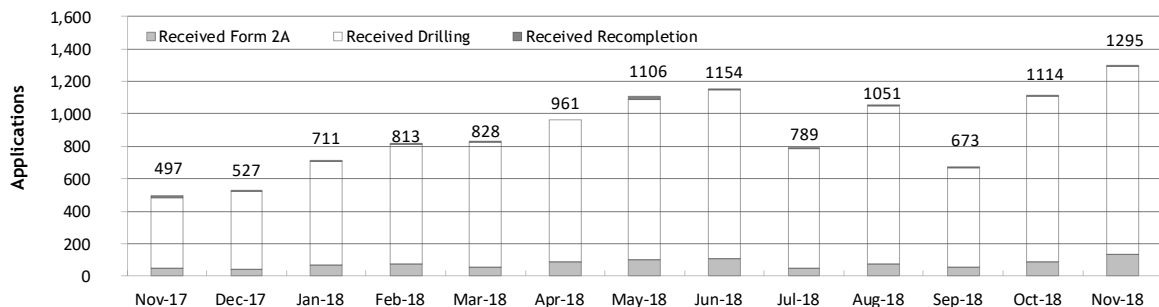 1,600
Received Form 2A Received Drilling Received Recompletion
1,400
1295
1,200
1106 1154 1114
1051
1,000
961
800
711 813 828 789 673
600
497 527
400
200
0
Applications
Nov-17 Dec-17 Jan-18 Feb-18 Mar-18 Apr-18 May-18 Jun-18 Jul-18 Aug-18 Sep-18 Oct-18 Nov-18